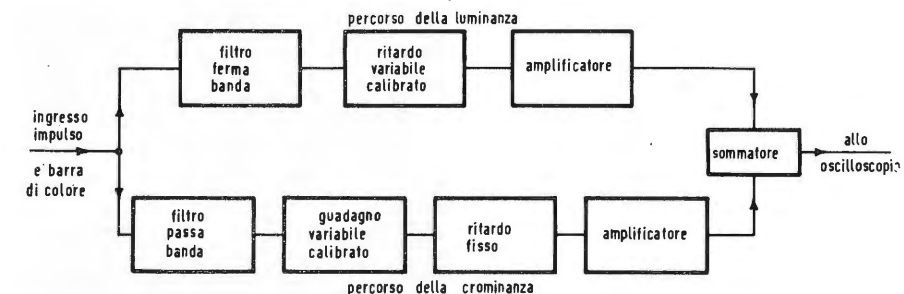 percorso della luminanza
filtro
ferma
banda
ritardo
variabile
calibrato
amplificatore
ingresso
impulso
e' barra
di colore
sommatore
allo
oscilloscopio
filtro
passa
banda
guadagno
variabile
calibrato
ritardo
fisso
amplificatore
percorso della crominanza